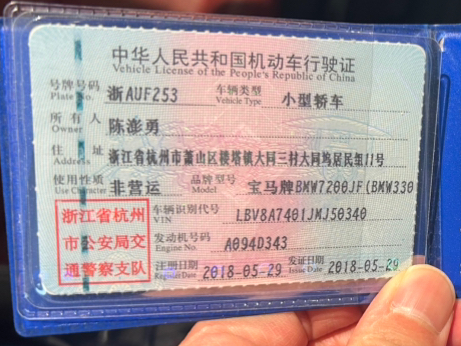 中华人民共和国机动车行驶证
Vehicle License of the People's Republic of China
号牌号码 Plate No. 浙AUF253 车辆类型 Vehicle Type 小型轿车
所有人 Owner 陈澎勇
住址 Address 浙江省杭州市萧山区楼塔镇大同三村大同坞居民组11号
使用性质 Use Character 非营运 品牌型号 Model 宝马牌BMW7200JF(BMW330
浙江省杭州市公安局交通警察支队
车辆识别代号 VIN LBV8A7401JMJ50340
发动机号码 Engine No. A094D343
注册日期 Register Date 2018-05-29 发证日期 Issue Date 2018-05-29